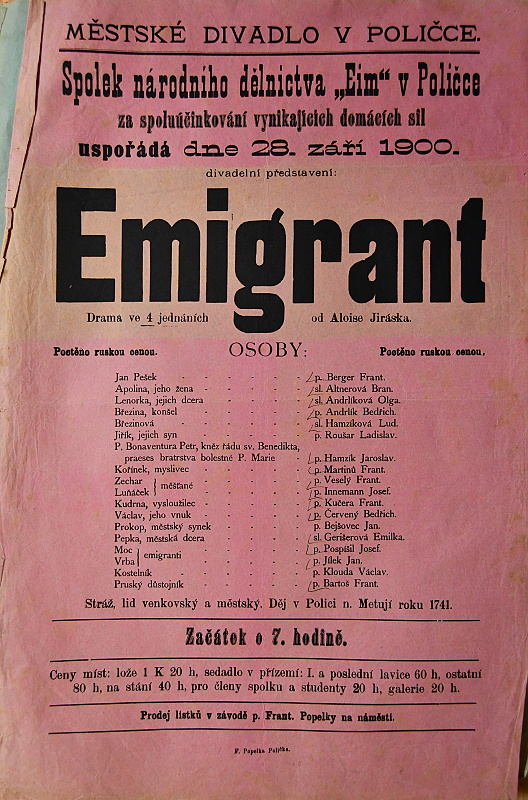 MĚSTSKÉ DIVADLO V POLIČCE.
Spolek národního dělnictva „Eim“ v Poličce
za spoluúčinkování vynikajících domácích sil
uspořádá dne 28. září 1900.
divadelní představení:
Emigrant
Drama ve 4 jednáních od Aloise Jiráska.
Poctěno ruskou cenou. OSOBY: Poctěno ruskou cenou.
Jan Pešek - - - - - - p. Berger Frant.
Apolina, jeho žena - - - - - sl. Altnerová Bran.
Lenorka, jejich dcera - - - - - sl. Andrlíková Olga.
Březina, konšel - - - - - p. Andrlík Bedřich.
Březinová - - - - - - sl. Hamzíková Lud.
Jiřík, jejich syn - - - - - p. Roušar Ladislav.
P. Bonaventura Petr, kněz řádu sv. Benedikta,
praeses bratrstva bolestné P. Marie - - p. Hamzík Jaroslav.
Kořínek, myslivec - - - - - p. Martinů Frant.
Zechar } měšťané - - - - p. Veselý Frant.
Luňáček } - - - - p. Innemann Josef.
Kudrna, vysloužilec - - - - - p. Kučera Frant.
Václav, jeho vnuk - - - - - p. Červený Bedřich.
Prokop, městský synek - - - - p. Bejšovec Jan.
Pepka, městská dcera - - - - sl. Gerišerová Emilka.
Moc } emigranti - - - - p. Pospíšil Josef.
Vrba } - - - - p. Jílek Jan.
Kostelník - - - - - - p. Klouda Václav.
Pruský důstojník - - - - - p. Bartoš Frant.
Stráž, lid venkovský a městský. Děj v Polici n. Metují roku 1741.
Začátek o 7. hodině.
Ceny míst: lože 1 K 20 h, sedadlo v přízemí: I. a poslední lavice 60 h, ostatní
80 h, na stání 40 h, pro členy spolku a studenty 20 h, galerie 20 h.
Prodej lístků v závodě p. Frant. Popelky na náměstí.
F. Popelka Polička.